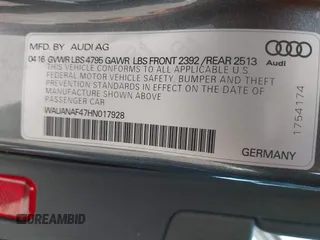 MFD. BY AUDI AG
04-16 GVWR LBS 4795 GAWR LBS FRONT 2392 / REAR 2513
THIS VEHICLE CONFORMS TO ALL APPLICABLE U.S.
FEDERAL MOTOR VEHICLE SAFETY, BUMPER AND THEFT
PREVENTION STANDARDS IN EFFECT ON THE DATE OF
MANUFACTURE SHOWN ABOVE.
PASSENGER CAR
WAUANAF47HN017928
GERMANY
1754174
DREAMBID